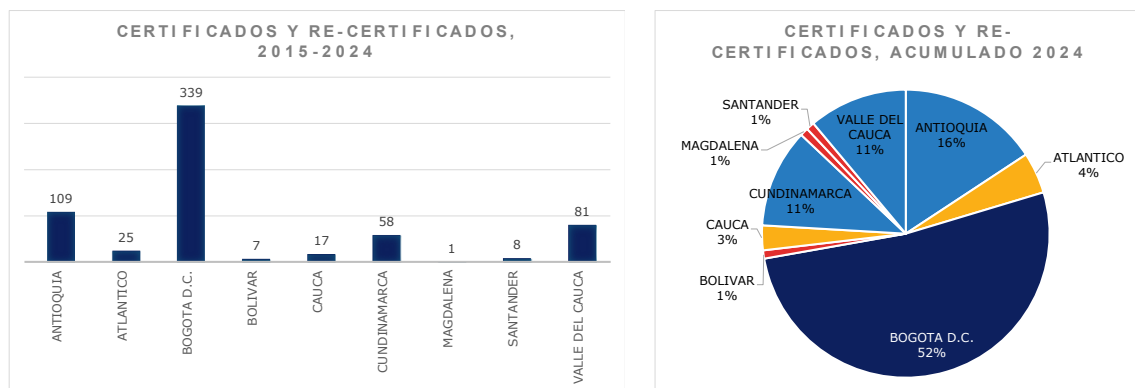 CERTIFICADOS Y RE-CERTIFICADOS,
2015-2024
339
109
81
58
25
17
7
1
8
ANTIOQUIA
ATLANTICO
BOGOTA D.C.
BOLIVAR
CAUCA
CUNDINAMARCA
MAGDALENA
SANTANDER
VALLE DEL CAUCA
CERTIFICADOS Y RE-
CERTIFICADOS, ACUMULADO 2024
SANTANDER
1%
VALLE DEL
CAUCA
11%
ANTIOQUIA
16%
MAGDALENA
1%
ATLANTICO
4%
CUNDINAMARCA
11%
CAUCA
3%
BOLIVAR
1%
BOGOTA D.C.
52%